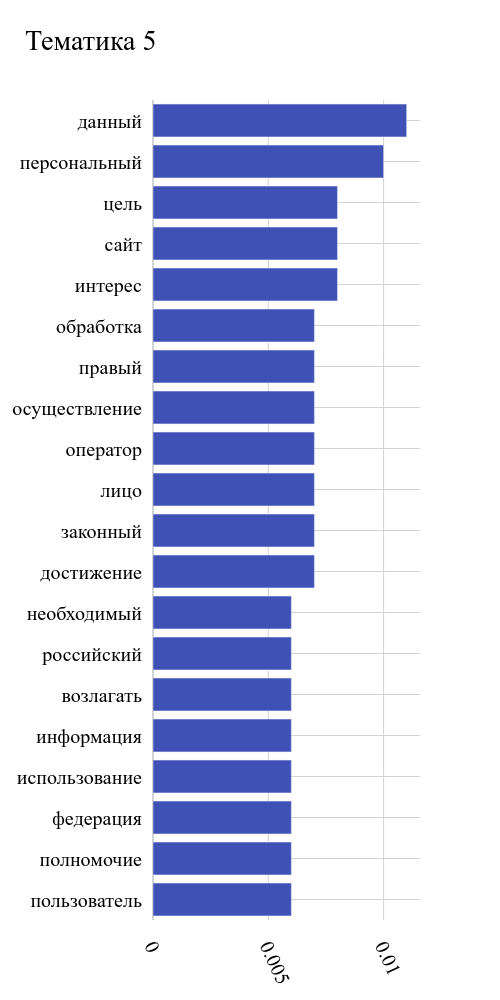 Тематика 5
данный
персональный
цель
сайт
интерес
обработка
правый
осуществление
оператор
лицо
законный
достижение
необходимый
российский
возлагать
информация
использование
федерация
полномочие
пользователь
0
0.005
0.01